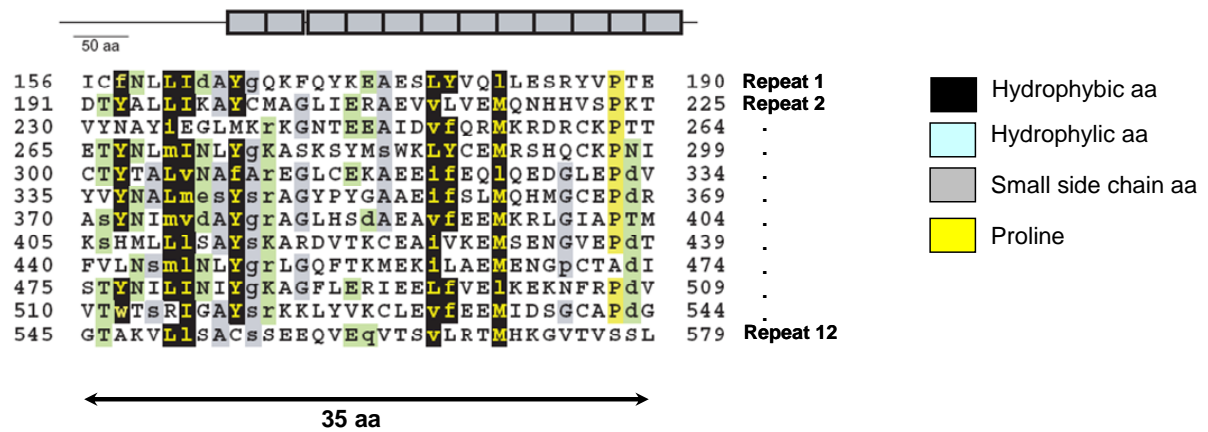 50 aa
156 ICfNLLIdAYgQKFQYKEAESLYVQlLESRYVPTE 190 Repeat 1
191 DTYALLIKAYCMAGLIERAEVvLVEMQNHHVSPKT 225 Repeat 2
230 VYNAYiEGLMKrKGNTEEAIDvfQRMKRDRCKPTT 264 .
265 ETYNLmINLYgKASKSYMsWKLYCEMRSHQCKPNI 299 .
300 CTYTALvNAfArEGLCEKAEEifEQlQEDGLEPdV 334 .
335 YVYNALmesYsRAGYPYGAAEifSLMQHMGCEPdR 369 .
370 AsYNImvdAYgrAGLHSdAEAvfEEMKRLGIAPTM 404 .
405 KsHMLLlSAYsKARDVTKCEAivKEMSENGVEPdT 439 .
440 FVLNsmlNLYgrLGQFTKMEKiLAEMENGpCTAdI 474 .
475 STYNILINIYgKAGFLERIEELfVElKEKNFRPdV 509 .
510 VTwTsRIGAYsrKKLYVKCLEvfEEMIDSGCAPdG 544 .
545 GTAKVLlSACsSEEQVEqVTSvLRTMHKGVTVSSL 579 Repeat 12
35 aa
Hydrophybic aa
Hydrophylic aa
Small side chain aa
Proline